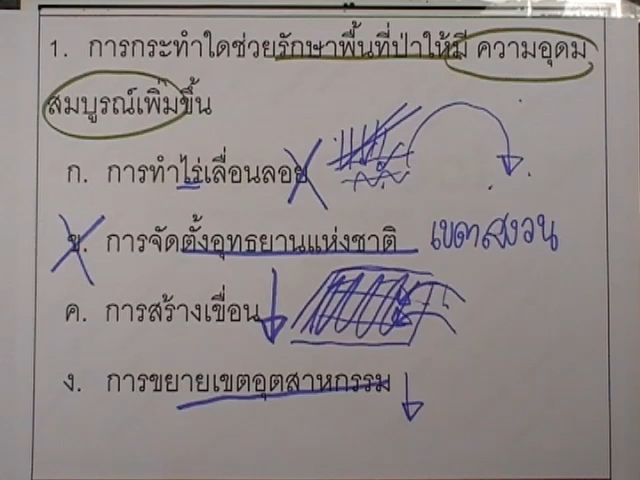 1. การกระทำใดช่วยรักษาพื้นที่ป่าให้มี ความอุดม
สมบูรณ์เพิ่มขึ้น
ก. การทำไร่เลื่อนลอย
ข. การจัดตั้งอุทธยานแห่งชาติ เขตสงวน
ค. การสร้างเขื่อน
ง. การขยายเขตอุตสาหกรรม